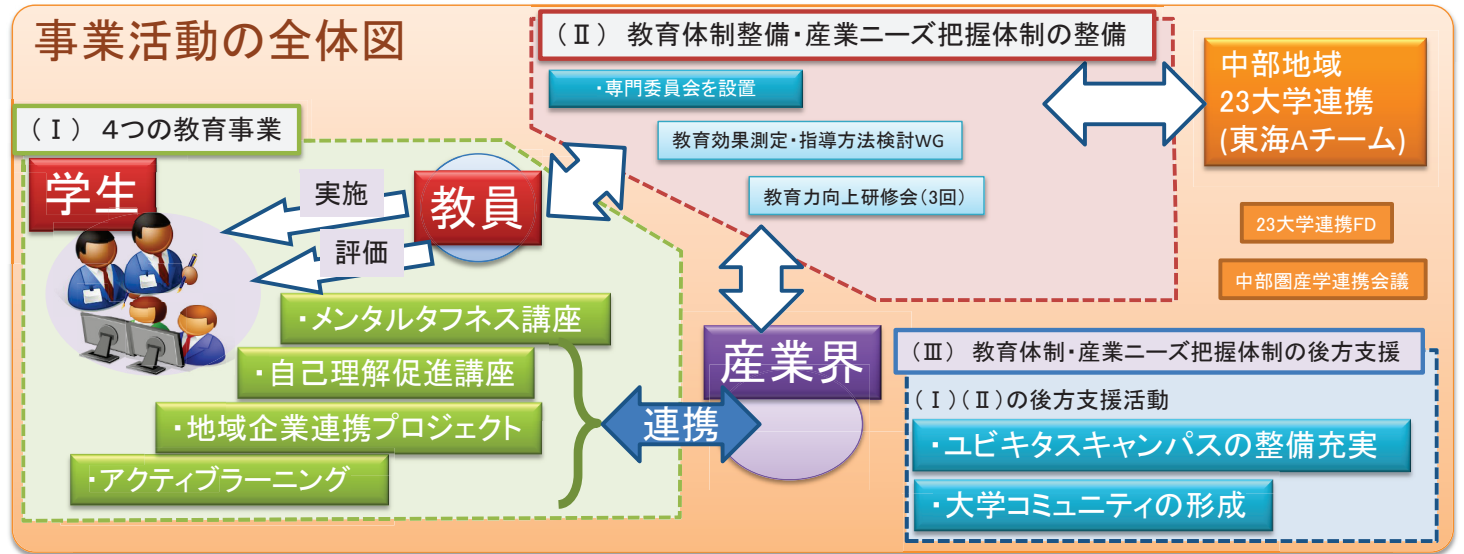 事業活動の全体図
(Ⅰ) 4つの教育事業
学生
教員
実施
評価
・メンタルタフネス講座
・自己理解促進講座
・地域企業連携プロジェクト
・アクティブラーニング
連携
産業界
(Ⅱ) 教育体制整備・産業ニーズ把握体制の整備
・専門委員会を設置
教育効果測定・指導方法検討WG
教育力向上研修会(3回)
中部地域
23大学連携
(東海Aチーム)
23大学連携FD
中部圏産学連携会議
(Ⅲ) 教育体制・産業ニーズ把握体制の後方支援
(Ⅰ)(Ⅱ)の後方支援活動
・ユビキタスキャンパスの整備充実
・大学コミュニティの形成